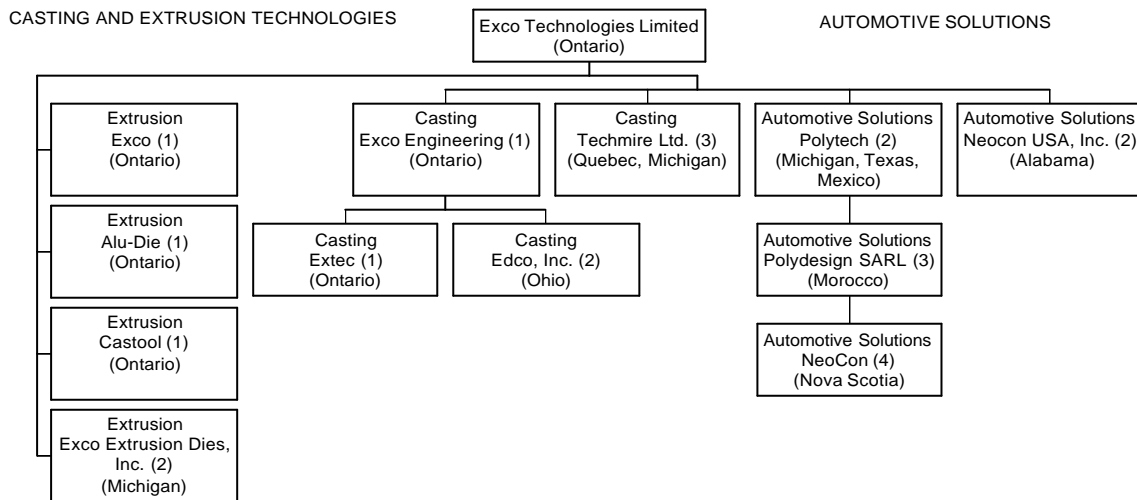 CASTING AND EXTRUSION TECHNOLOGIES
AUTOMOTIVE SOLUTIONS
Exco Technologies Limited
(Ontario)
Extrusion
Exco (1)
(Ontario)
Casting
Exco Engineering (1)
(Ontario)
Casting
Techmire Ltd. (3)
(Quebec, Michigan)
Automotive Solutions
Polytech (2)
(Michigan, Texas,
Mexico)
Automotive Solutions
Neocon USA, Inc. (2)
(Alabama)
Extrusion
Alu-Die (1)
(Ontario)
Casting
Extec (1)
(Ontario)
Casting
Edco, Inc. (2)
(Ohio)
Automotive Solutions
Polydesign SARL (3)
(Morocco)
Extrusion
Castool (1)
(Ontario)
Automotive Solutions
NeoCon (4)
(Nova Scotia)
Extrusion
Exco Extrusion Dies,
Inc. (2)
(Michigan)